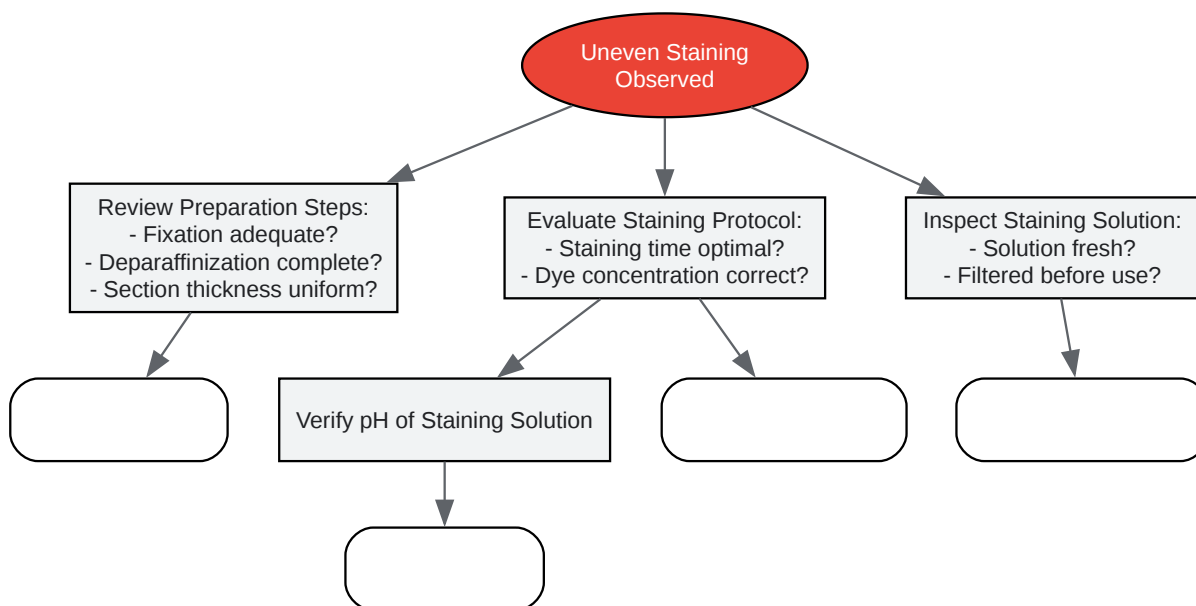 Uneven Staining
Observed
Review Preparation Steps:
- Fixation adequate?
- Deparaffinization complete?
- Section thickness uniform?
Evaluate Staining Protocol:
- Staining time optimal?
- Dye concentration correct?
Inspect Staining Solution:
- Solution fresh?
- Filtered before use?
Verify pH of Staining Solution